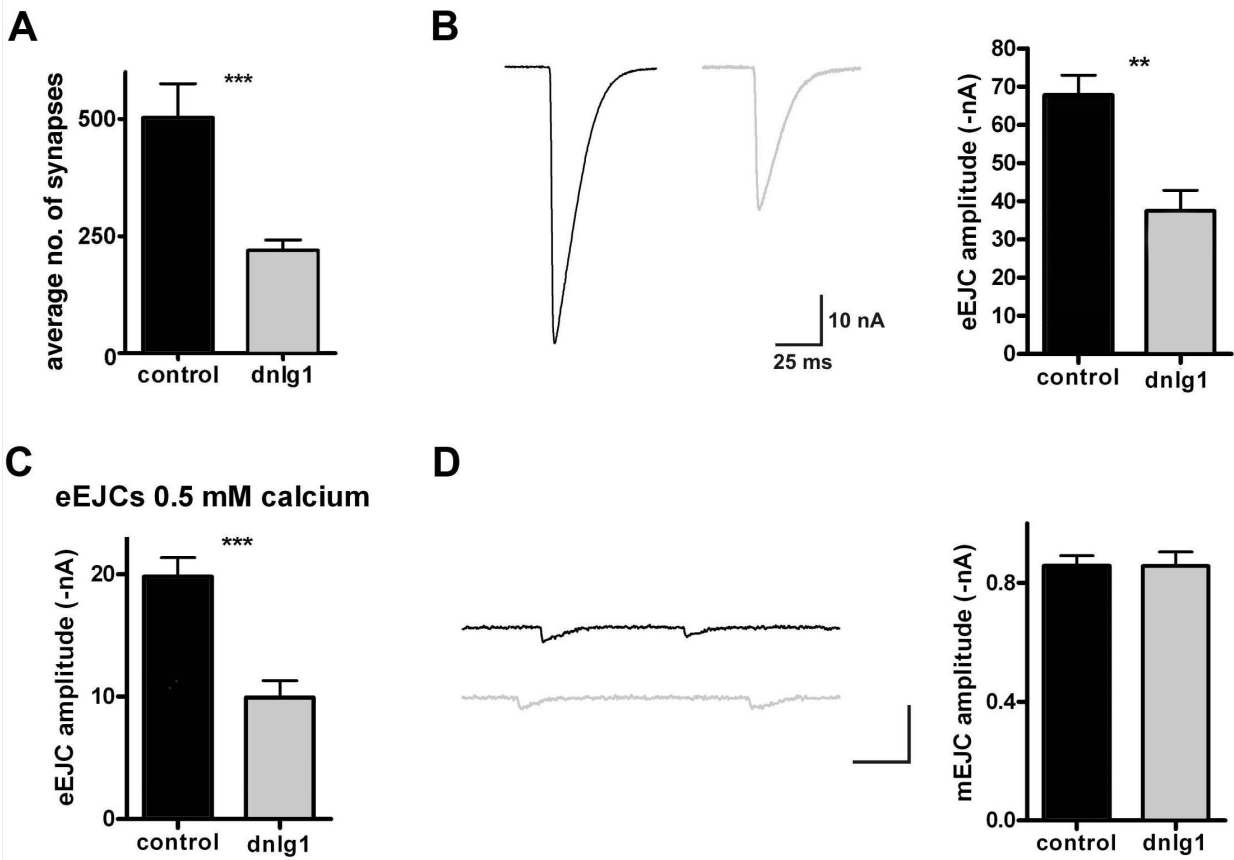 A
average no. of synapses
500
250
0
***
control dnlg1
B
10 nA
25 ms
eEJC amplitude (-nA)
80
70
60
50
40
30
20
10
0
**
control dnlg1
C
eEJCs 0.5 mM calcium
eEJC amplitude (-nA)
20
10
0
***
control dnlg1
D
mEJC amplitude (-nA)
0.8
0.4
0.0
control dnlg1